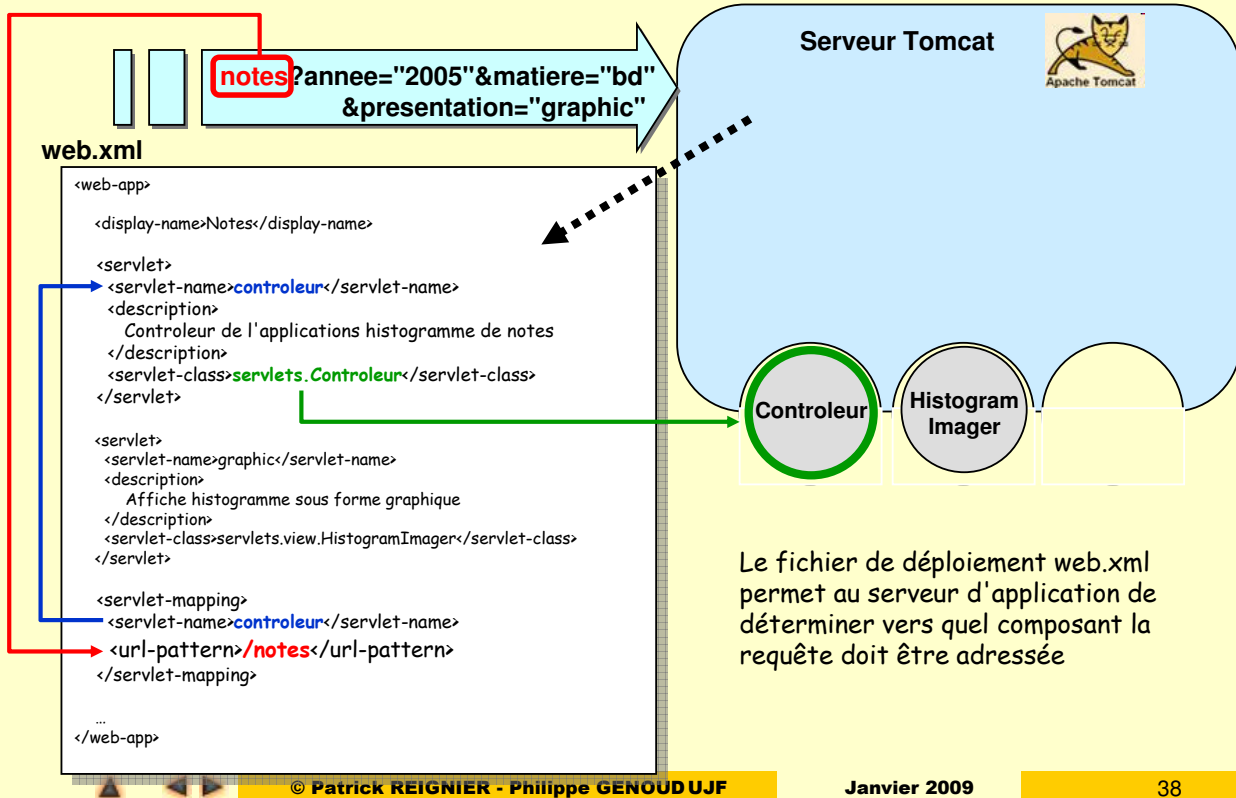 notes?annee="2005"&matiere="bd"
&presentation="graphic"
Serveur Tomcat
Apache Tomcat
web.xml
<web-app>
<display-name>Notes</display-name>
<servlet>
<servlet-name>controleur</servlet-name>
<description>
Controleur de l'applications histogramme de notes
</description>
<servlet-class>servlets.Controleur</servlet-class>
</servlet>
<servlet>
<servlet-name>graphic</servlet-name>
<description>
Affiche histogramme sous forme graphique
</description>
<servlet-class>servlets.view.HistogramImager</servlet-class>
</servlet>
<servlet-mapping>
<servlet-name>controleur</servlet-name>
<url-pattern>/notes</url-pattern>
</servlet-mapping>
…
</web-app>
Controleur
Histogram
Imager
Le fichier de déploiement web.xml
permet au serveur d'application de
déterminer vers quel composant la
requête doit être adressée
© Patrick REIGNIER - Philippe GENOUD UJF
Janvier 2009
38